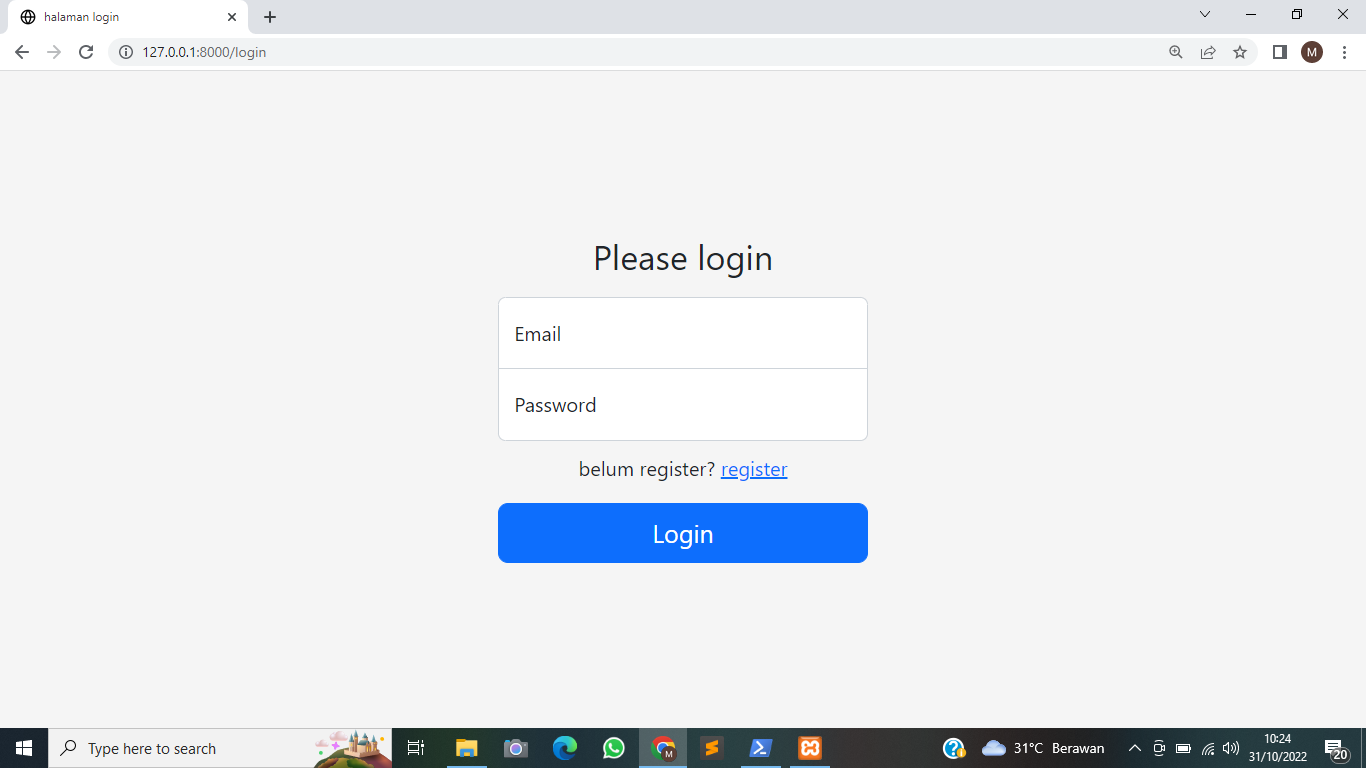 halaman login
127.0.0.1:8000/login
M
Please login
Email
Password
belum register? register
Login
Type here to search
M
31°C Berawan
10:24
31/10/2022
20